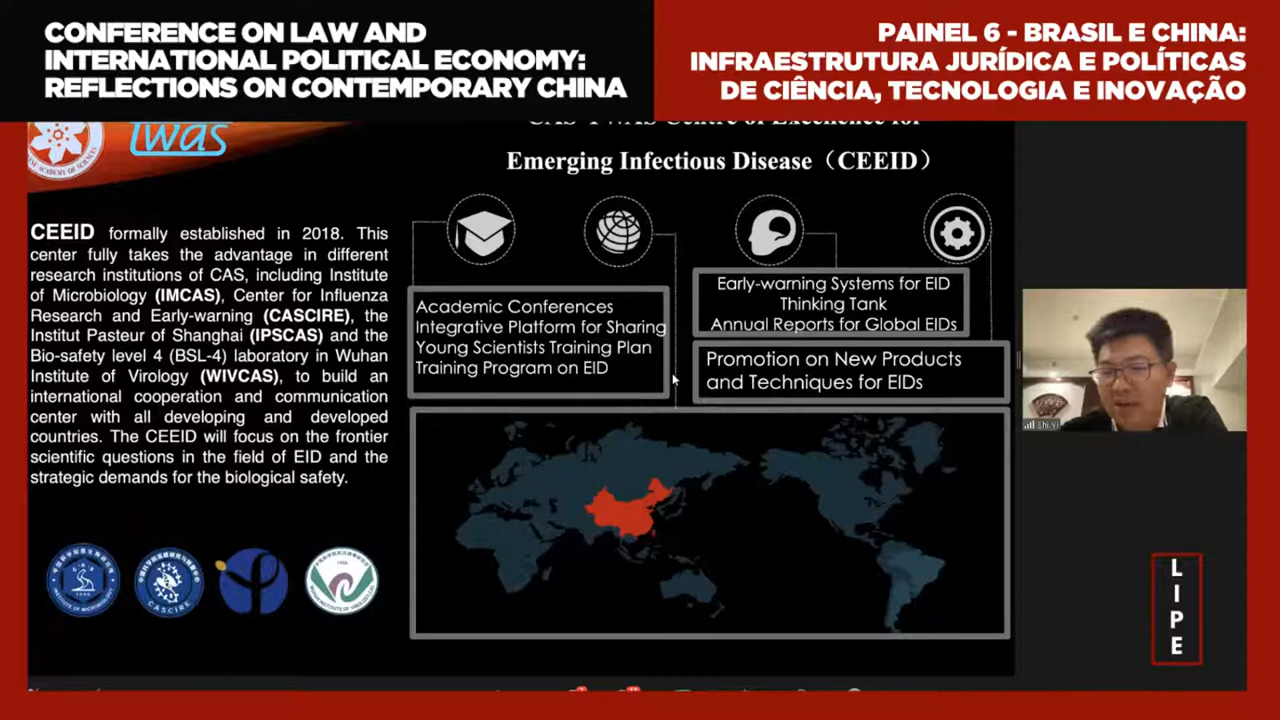 CONFERENCE ON LAW AND
INTERNATIONAL POLITICAL ECONOMY:
REFLECTIONS ON CONTEMPORARY CHINA
PAINEL 6 - BRASIL E CHINA:
INFRAESTRUTURA JURÍDICA E POLÍTICAS
DE CIÊNCIA, TECNOLOGIA E INOVAÇÃO
twas
CAS-TWAS Centre of Excellence for
Emerging Infectious Disease（CEEID）
CEEID formally established in 2018. This
center fully takes the advantage in different
research institutions of CAS, including Institute
of Microbiology (IMCAS), Center for Influenza
Research and Early-warning (CASCIRE), the
Institut Pasteur of Shanghai (IPSCAS) and the
Bio-safety level 4 (BSL-4) laboratory in Wuhan
Institute of Virology (WIVCAS), to build an
international cooperation and communication
center with all developing and developed
countries. The CEEID will focus on the frontier
scientific questions in the field of EID and the
strategic demands for the biological safety.
Academic Conferences
Integrative Platform for Sharing
Young Scientists Training Plan
Training Program on EID
Early-warning Systems for EID
Thinking Tank
Annual Reports for Global EIDs
Promotion on New Products
and Techniques for EIDs
CASCIRE
L
I
P
E